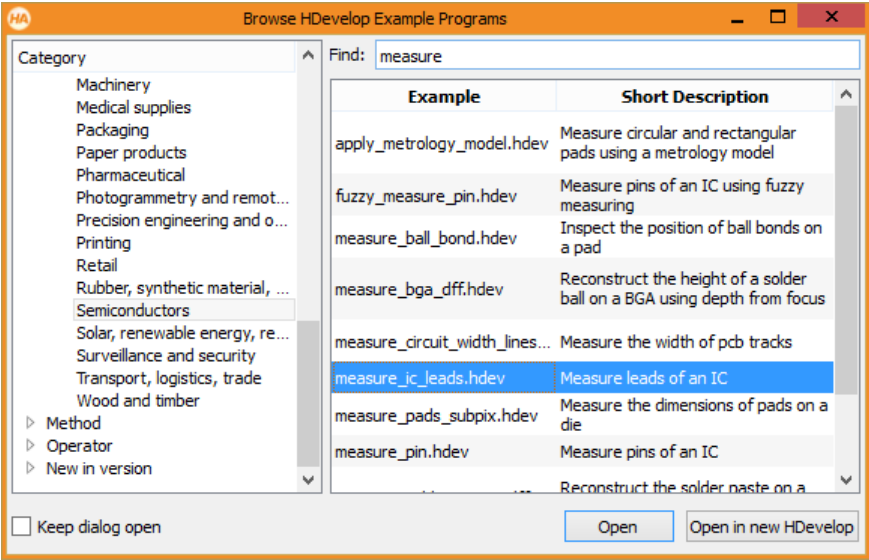 HA
Browse HDevelop Example Programs
Category
Machinery
Medical supplies
Packaging
Paper products
Pharmaceutical
Photogrammetry and remot...
Precision engineering and o...
Printing
Retail
Rubber, synthetic material, ...
Semiconductors
Solar, renewable energy, re...
Surveillance and security
Transport, logistics, trade
Wood and timber
Method
Operator
New in version
Find: measure
Example Short Description
apply_metrology_model.hdev Measure circular and rectangular
pads using a metrology model
fuzzy_measure_pin.hdev Measure pins of an IC using fuzzy
measuring
measure_ball_bond.hdev Inspect the position of ball bonds on
a pad
measure_bga_dff.hdev Reconstruct the height of a solder
ball on a BGA using depth from focus
measure_circuit_width_lines... Measure the width of pcb tracks
measure_ic_leads.hdev Measure leads of an IC
measure_pads_subpix.hdev Measure the dimensions of pads on a
die
measure_pin.hdev Measure pins of an IC
Reconstruct the solder paste on a
Keep dialog open
Open
Open in new HDevelop